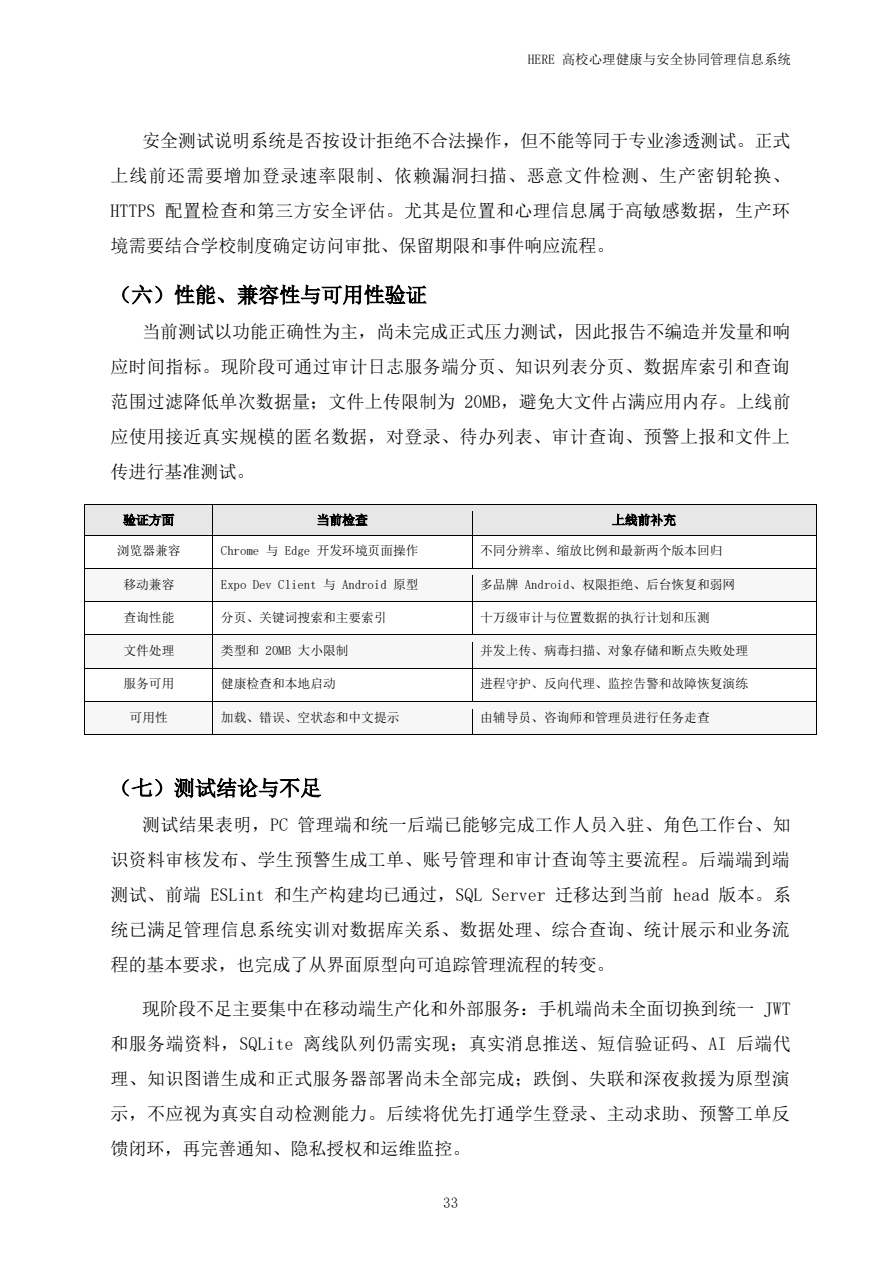 HERE 高校心理健康与安全协同管理信息系统
安全测试说明系统是否按设计拒绝不合法操作，但不能等同于专业渗透测试。正式
上线前还需要增加登录速率限制、依赖漏洞扫描、恶意文件检测、生产密钥轮换、
HTTPS 配置检查和第三方安全评估。尤其是位置和心理信息属于高敏感数据，生产环
境需要结合学校制度确定访问审批、保留期限和事件响应流程。
（六）性能、兼容性与可用性验证
当前测试以功能正确性为主，尚未完成正式压力测试，因此报告不编造并发量和响
应时间指标。现阶段可通过审计日志服务端分页、知识列表分页、数据库索引和查询
范围过滤降低单次数据量；文件上传限制为 20MB，避免大文件占满应用内存。上线前
应使用接近真实规模的匿名数据，对登录、待办列表、审计查询、预警上报和文件上
传进行基准测试。
验证方面 当前检查 上线前补充
浏览器兼容 Chrome 与 Edge 开发环境页面操作 不同分辨率、缩放比例和最新两个版本回归
移动兼容 Expo Dev Client 与 Android 原型 多品牌 Android、权限拒绝、后台恢复和弱网
查询性能 分页、关键词搜索和主要索引 十万级审计与位置数据的执行计划和压测
文件处理 类型和 20MB 大小限制 并发上传、病毒扫描、对象存储和断点失败处理
服务可用 健康检查和本地启动 进程守护、反向代理、监控告警和故障恢复演练
可用性 加载、错误、空状态和中文提示 由辅导员、咨询师和管理员进行任务走查
（七）测试结论与不足
测试结果表明，PC 管理端和统一后端已能够完成工作人员入驻、角色工作台、知
识资料审核发布、学生预警生成工单、账号管理和审计查询等主要流程。后端端到端
测试、前端 ESLint 和生产构建均已通过，SQL Server 迁移达到当前 head 版本。系
统已满足管理信息系统实训对数据库关系、数据处理、综合查询、统计展示和业务流
程的基本要求，也完成了从界面原型向可追踪管理流程的转变。
现阶段不足主要集中在移动端生产化和外部服务：手机端尚未全面切换到统一 JWT
和服务端资料，SQLite 离线队列仍需实现；真实消息推送、短信验证码、AI 后端代
理、知识图谱生成和正式服务器部署尚未全部完成；跌倒、失联和深夜救援为原型演
示，不应视为真实自动检测能力。后续将优先打通学生登录、主动求助、预警工单反
馈闭环，再完善通知、隐私授权和运维监控。
33